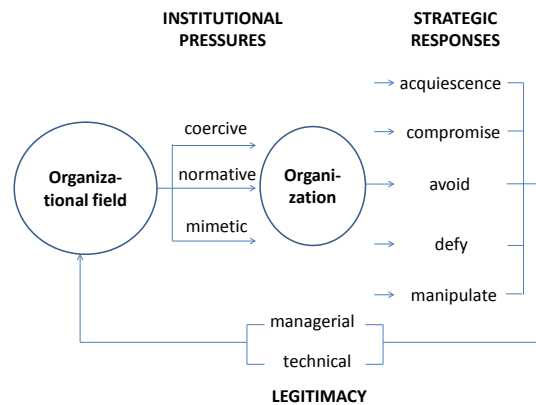 INSTITUTIONAL
PRESSURES
STRATEGIC
RESPONSES
acquiescence
coercive
compromise
Organiza-
tional field
normative
Organi-
zation
avoid
mimetic
defy
manipulate
managerial
technical
LEGITIMACY